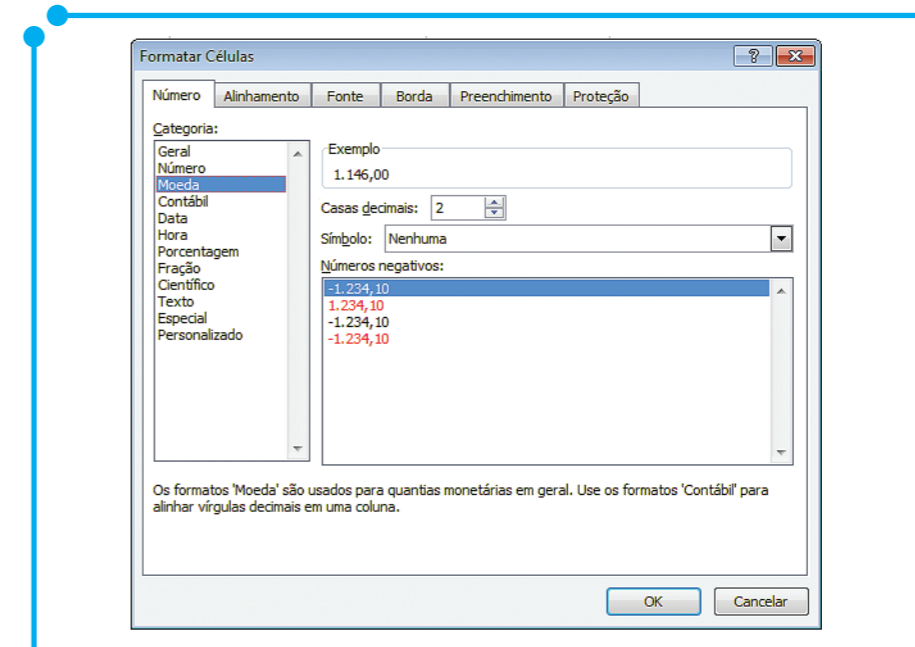 Formatar Células
?
Número Alinhamento Fonte Borda Preenchimento Proteção
Categoria:
Geral
Número
Moeda
Contábil
Data
Hora
Porcentagem
Fração
Científico
Texto
Especial
Personalizado
Exemplo
1.146,00
Casas decimais: 2
Símbolo: Nenhuma
Números negativos:
-1.234,10
1.234,10
-1.234,10
-1.234,10
Os formatos 'Moeda' são usados para quantias monetárias em geral. Use os formatos 'Contábil' para
alinhar vírgulas decimais em uma coluna.
OK Cancelar